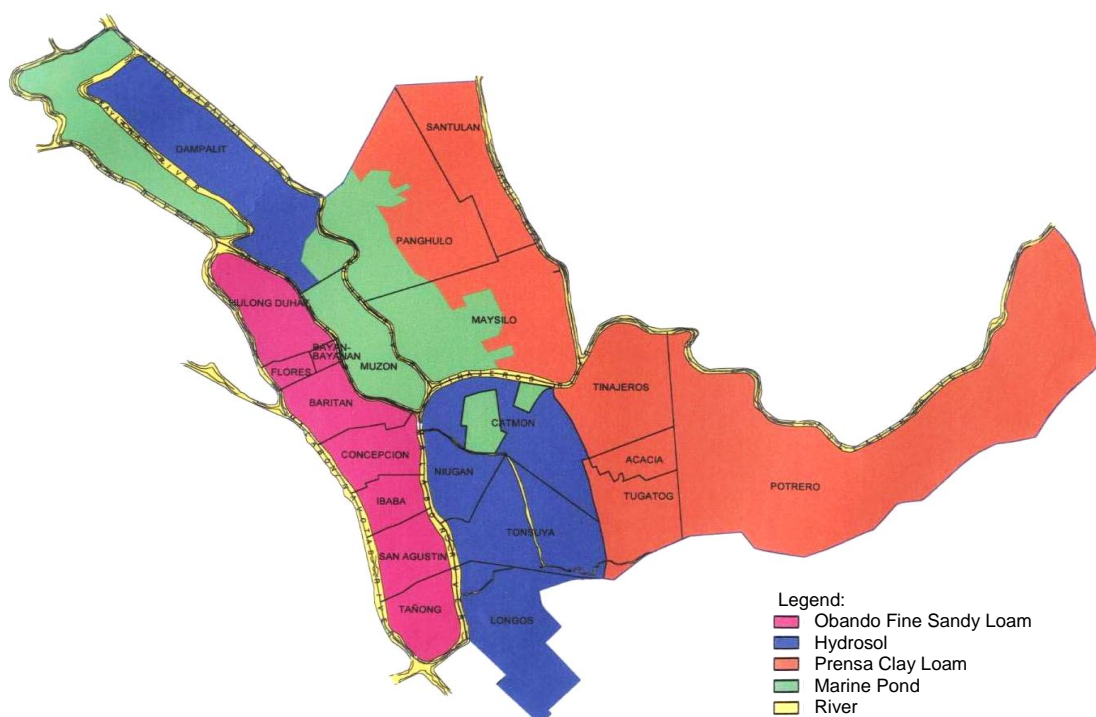 SANTULAN
DAMPALIT
PANGHULO
HULONG DUHAT
MAYSILO
BAYAN-
BAYANAN
MUZON
FLORES
TINAJEROS
BARITAN
CATMON
CONCEPCION
ACACIA
NIUGAN
POTRERO
TUGATOG
IBABA
TONSUYA
SAN AGUSTIN
TAÑONG
LONGOS
Legend:
Obando Fine Sandy Loam
Hydrosol
Prensa Clay Loam
Marine Pond
River